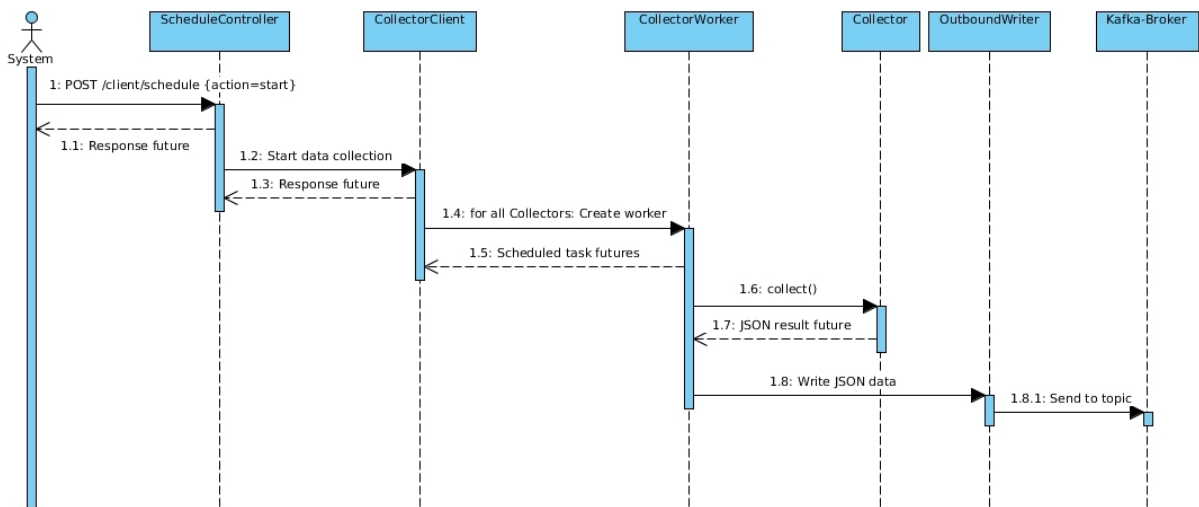 ScheduleController
CollectorClient
CollectorWorker
Collector
OutboundWriter
Kafka-Broker
System
1: POST /client/schedule {action=start}
1.1: Response future
1.2: Start data collection
1.3: Response future
1.4: for all Collectors: Create worker
1.5: Scheduled task futures
1.6: collect()
1.7: JSON result future
1.8: Write JSON data
1.8.1: Send to topic